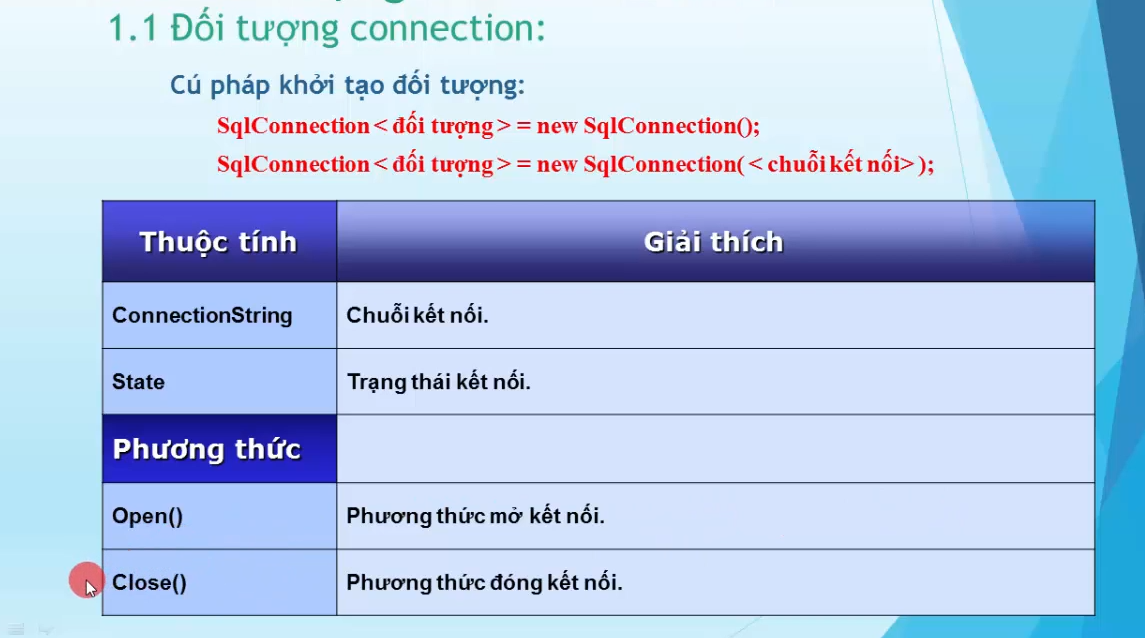 1.1 Đối tượng connection:
Cú pháp khởi tạo đối tượng:
SqlConnection < đối tượng > = new SqlConnection();
SqlConnection < đối tượng > = new SqlConnection( < chuỗi kết nối> );
Thuộc tính Giải thích
ConnectionString Chuỗi kết nối.
State Trạng thái kết nối.
Phương thức
Open() Phương thức mở kết nối.
Close() Phương thức đóng kết nối.